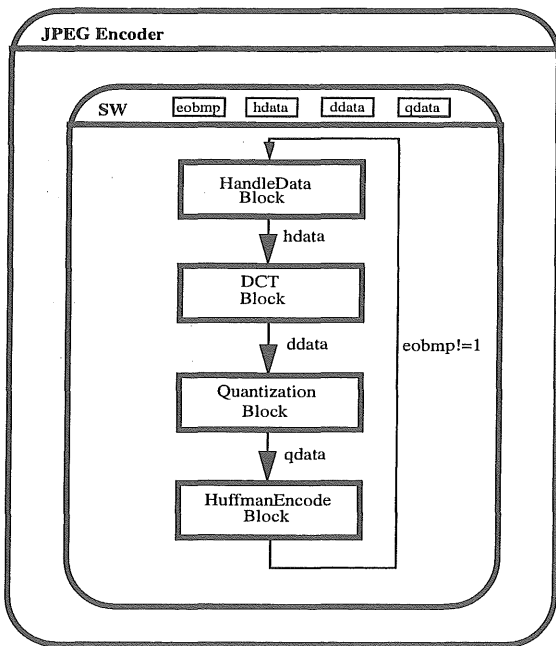 JPEG Encoder
SW eobmp hdata ddata qdata
HandleData
Block
hdata
DCT
Block
ddata
eobmp!=1
Quantization
Block
qdata
HuffmanEncode
Block